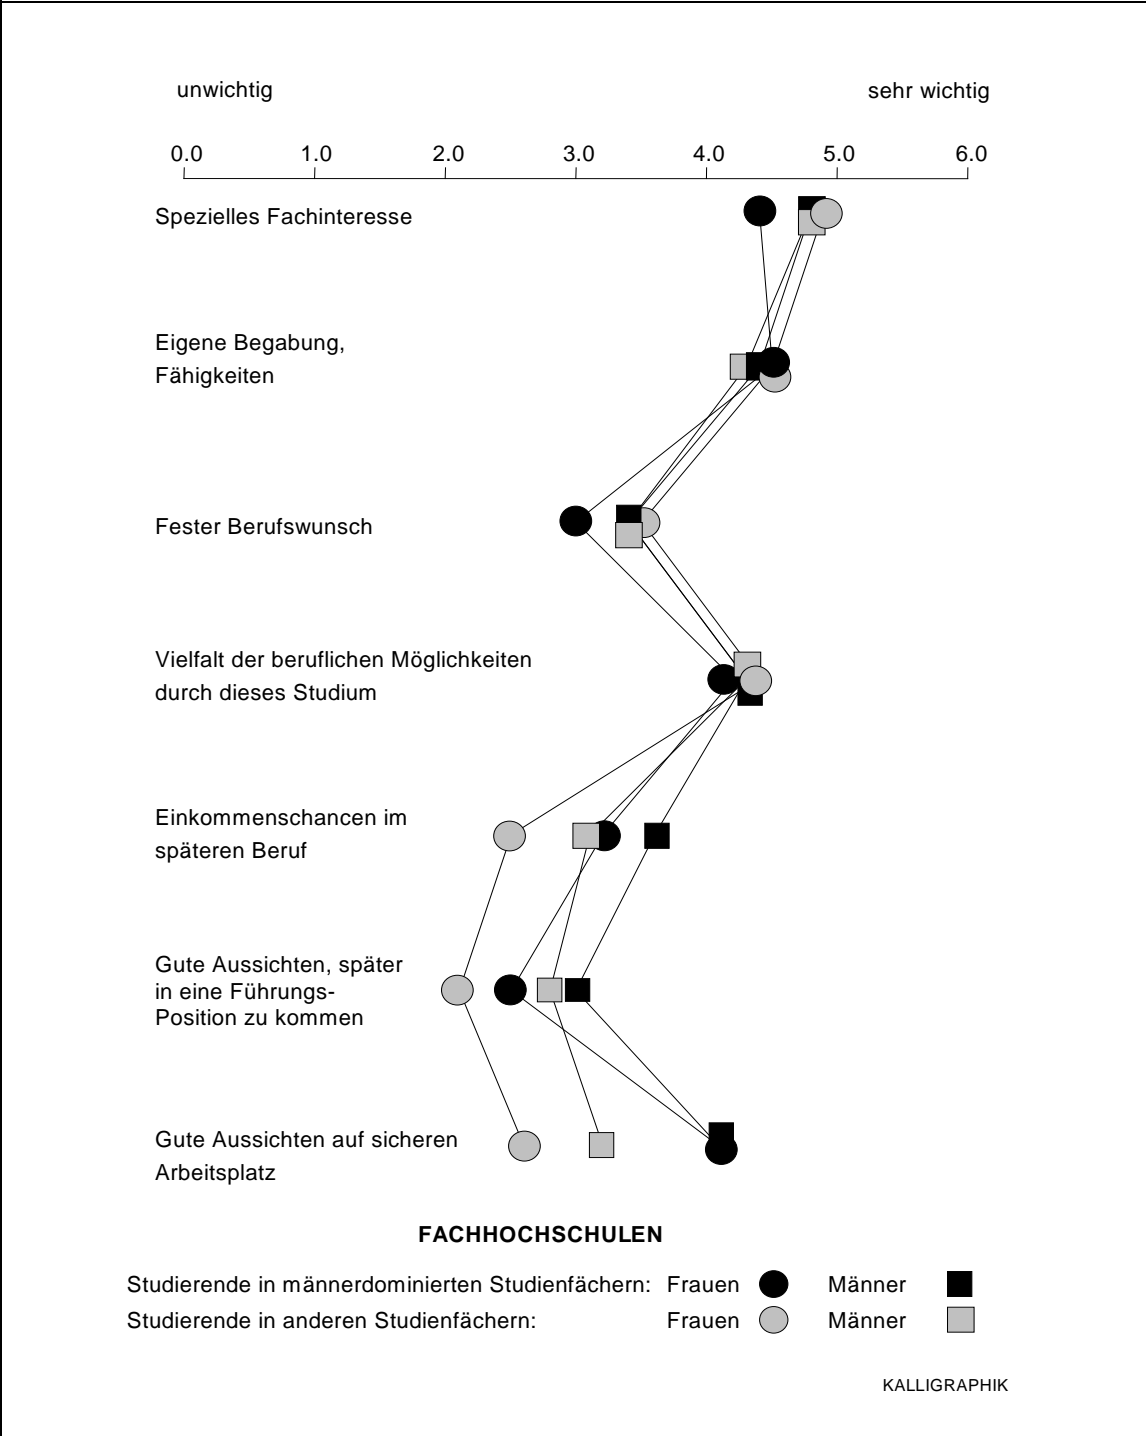 unwichtig sehr wichtig
0.0 1.0 2.0 3.0 4.0 5.0 6.0
Spezielles Fachinteresse
Eigene Begabung,
Fähigkeiten
Fester Berufswunsch
Vielfalt der beruflichen Möglichkeiten
durch dieses Studium
Einkommenschancen im
späteren Beruf
Gute Aussichten, später
in eine Führungs-
Position zu kommen
Gute Aussichten auf sicheren
Arbeitsplatz
FACHHOCHSCHULEN
Studierende in männerdominierten Studienfächern: Frauen Männer
Studierende in anderen Studienfächern: Frauen Männer
KALLIGRAPHIK